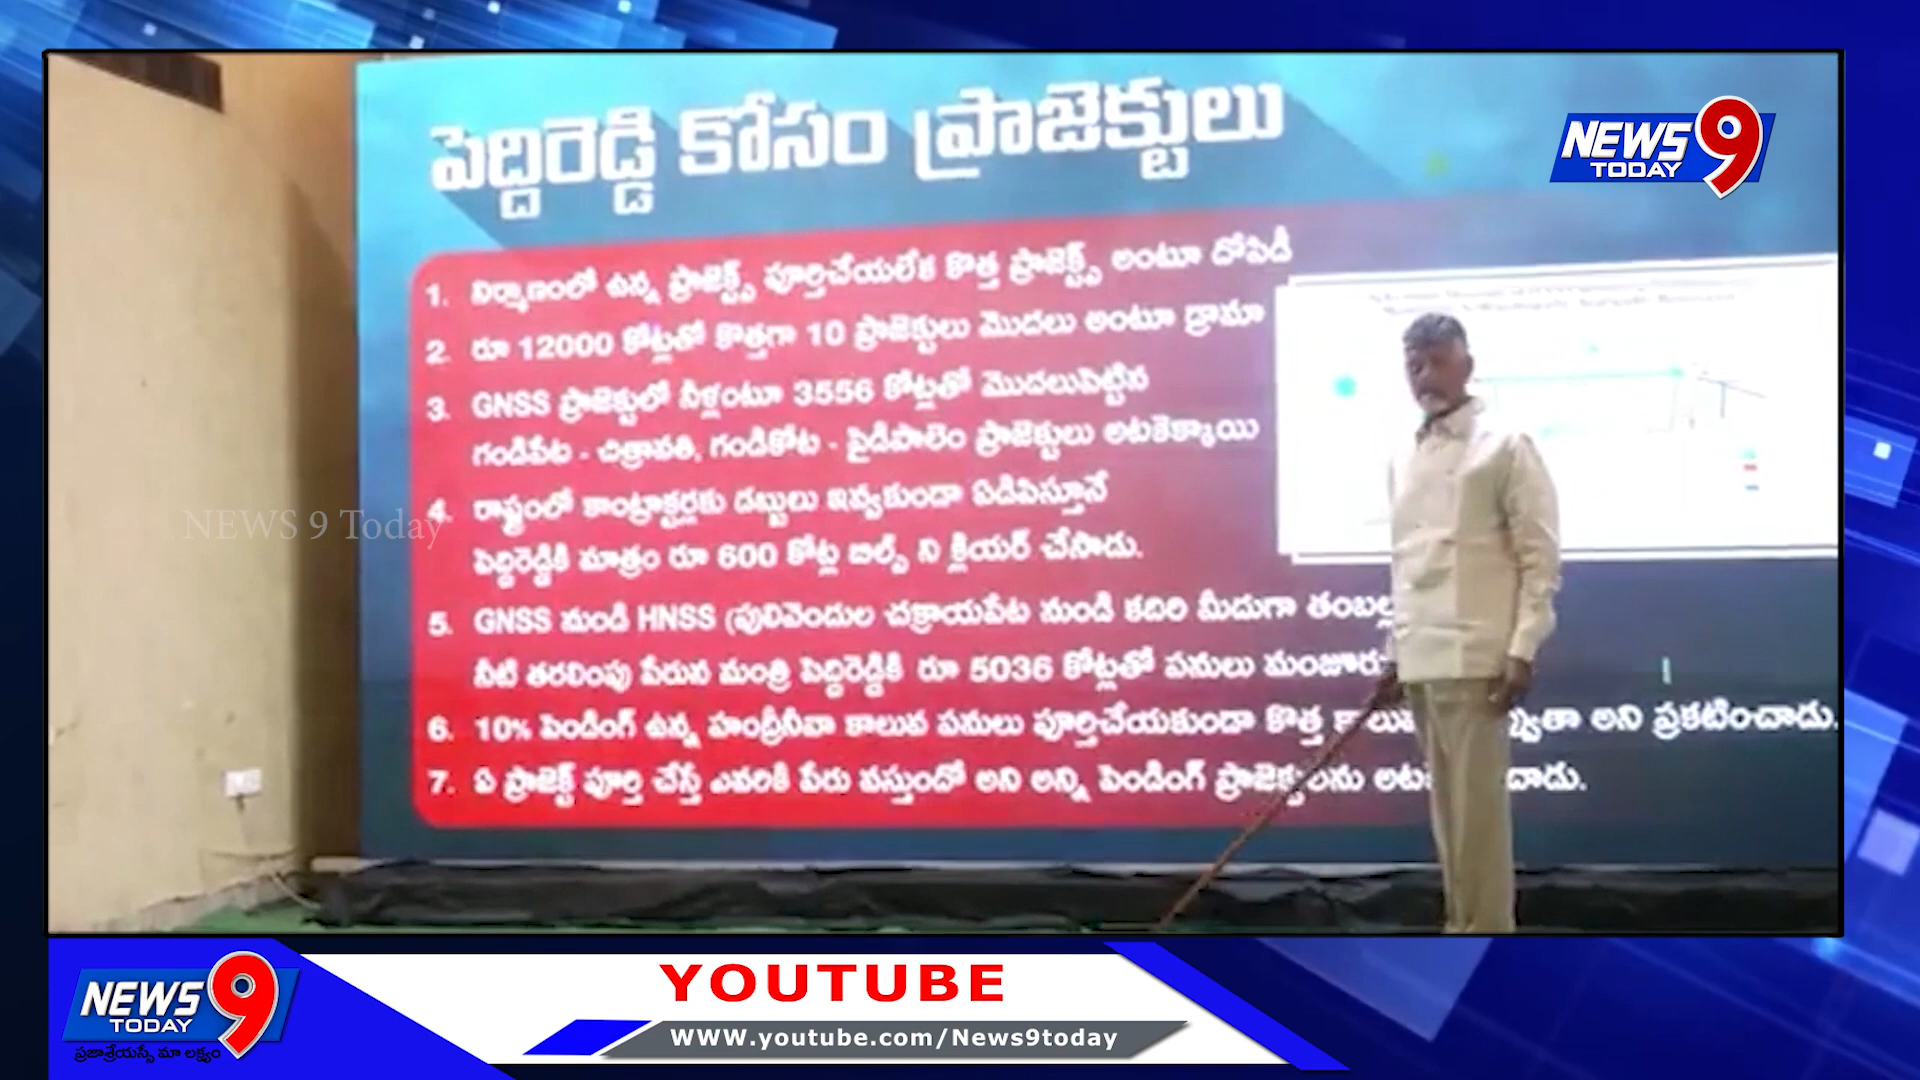 పెద్దిరెడ్డి కోసం ప్రాజెక్టులు
NEWS 9
TODAY
1. నిర్మాణంలో ఉన్న ప్రాజెక్ట్స్ పూర్తిచేయలేక కొత్త ప్రాజెక్ట్స్ అంటూ దోపిడీ
2. రూ 12000 కోట్లతో కొత్తగా 10 ప్రాజెక్టులు మొదలు అంటూ డ్రామా
3. GNSS ప్రాజెక్టులో నీళ్లంటూ 3556 కోట్లతో మొదలుపెట్టిన
గండిపేట - చిత్రావతి, గండికోట - పైడిపాలెం ప్రాజెక్టులు అటకెక్కాయి
4. రాష్ట్రంలో కాంట్రాక్టర్లకు డబ్బులు ఇవ్వకుండా ఏడిపిస్తూనే
పెద్దిరెడ్డికి మాత్రం రూ 600 కోట్ల బిల్స్ ని క్లియర్ చేసాడు.
NEWS 9 Today
5. GNSS నుండి HNSS (పులివెందుల చక్రాయపేట నుండి కదిరి మీదుగా
నీటి తరలింపు పేరున మంత్రి పెద్దిరెడ్డికి రూ 5036 కోట్లతో పనులు
6. 10% పెండింగ్ ఉన్న హంద్రీనీవా కాలువ పనులు పూర్తిచేయకుండా కొత్త అని ప్రకటించాడు.
7. ఏ ప్రాజెక్ట్ పూర్తి చేస్తే ఎవరికి పేరు వస్తుందో అని అన్ని పెండింగ్
NEWS 9
TODAY
ప్రజాశ్రేయస్సే మా లక్ష్యం
YOUTUBE
WWW.youtube.com/News9today